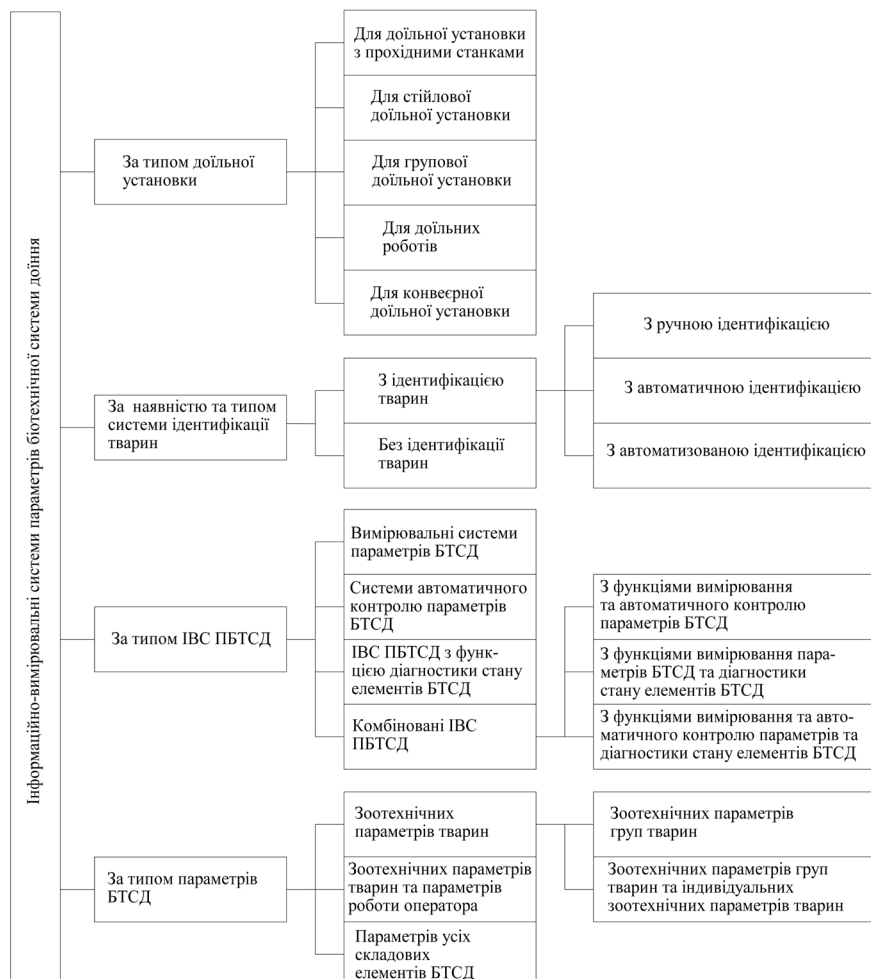 Інформаційно-вимірювальні системи параметрів біотехнічної системи доїння
За типом доїльної
установки
Для доїльної установки
з прохідними станками
Для стійлової
доїльної установки
Для групової
доїльної установки
Для доїльних
роботів
Для конвеєрної
доїльної установки
За наявністю та типом
системи ідентифікації
тварин
З ідентифікацією
тварин
Без ідентифікації
тварин
З ручною ідентифікацією
З автоматичною ідентифікацією
З автоматизованою ідентифікацією
За типом ІВС ПБТСД
Вимірювальні системи
параметрів БТСД
Системи автоматичного
контролю параметрів
БТСД
ІВС ПБТСД з функ-
цією діагностики стану
елементів БТСД
Комбіновані ІВС
ПБТСД
З функціями вимірювання
та автоматичного контролю
параметрів БТСД
З функціями вимірювання пара-
метрів БТСД та діагностики
стану елементів БТСД
З функціями вимірювання та авто-
матичного контролю параметрів та
діагностики стану елементів БТСД
За типом параметрів
БТСД
Зоотехнічних
параметрів тварин
Зоотехнічних параметрів
тварин та параметрів
роботи оператора
Параметрів усіх
складових
елементів БТСД
Зоотехнічних параметрів
груп тварин
Зоотехнічних параметрів груп
тварин та індивідуальних
зоотехнічних параметрів тварин